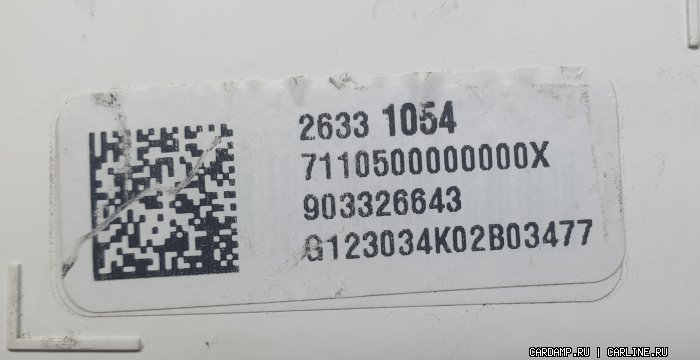 2633 1054
7110500000000X
903326643
G123034K02B03477
CARDAMP.RU | CARLINE.RU